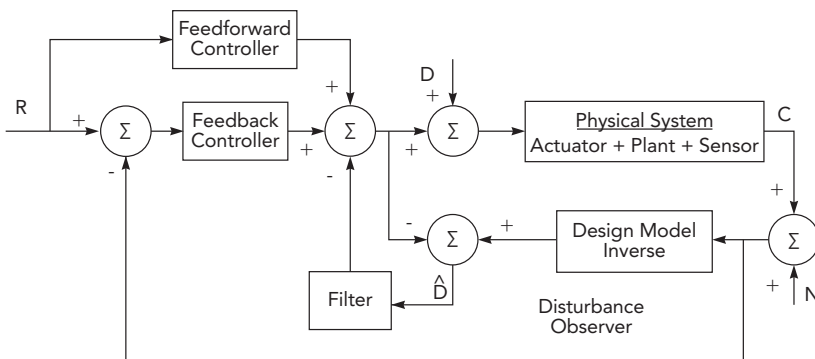 Feedforward
Controller
R
+
Σ
-
Feedback
Controller
+
+
Σ
-
D
+
+
Σ
Physical System
Actuator + Plant + Sensor
C
+
Σ
+
N
Design Model
Inverse
+
-
Σ
D̂
Filter
Disturbance
Observer